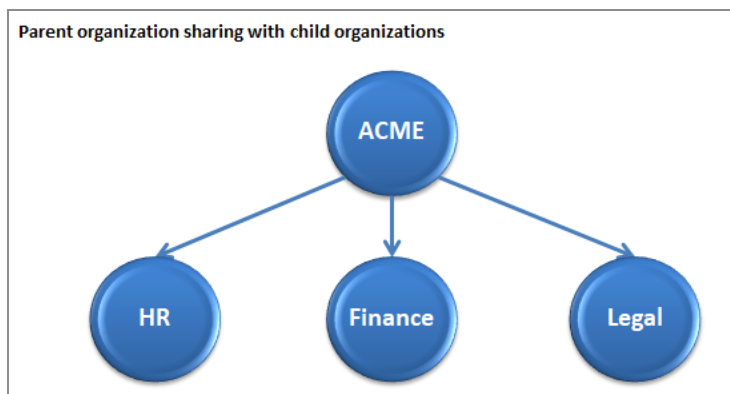 Parent organization sharing with child organizations
ACME
HR
Finance
Legal